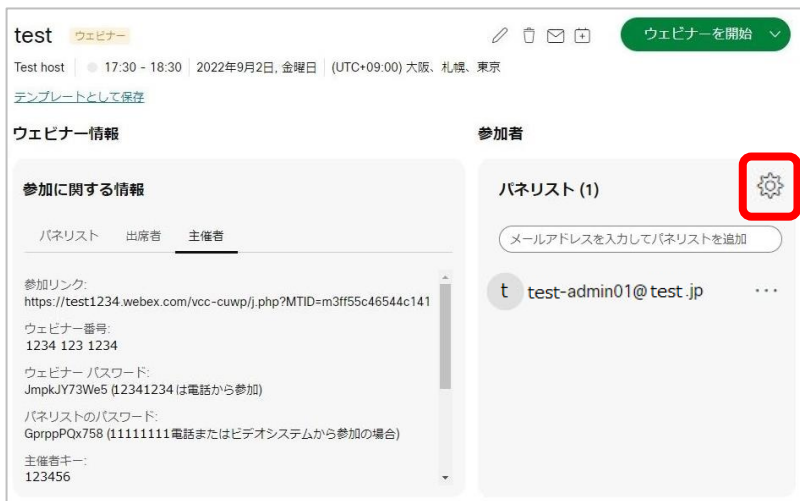 test ウェビナー
ウェビナーを開始
Test host 17:30 - 18:30 2022年9月2日, 金曜日 (UTC+09:00) 大阪、札幌、東京
テンプレートとして保存
ウェビナー情報
参加に関する情報
パネリスト 出席者 主催者
参加リンク:
https://test1234.webex.com/vcc-cuwp/j.php?MTID=m3ff55c46544c141
ウェビナー番号:
1234 123 1234
ウェビナー パスワード:
JmpkJY73We5 (12341234 は電話から参加)
パネリストのパスワード:
GprppPQx758 (11111111電話またはビデオシステムから参加の場合)
主催者キー:
123456
参加者
パネリスト (1)
メールアドレスを入力してパネリストを追加
t test-admin01@test.jp